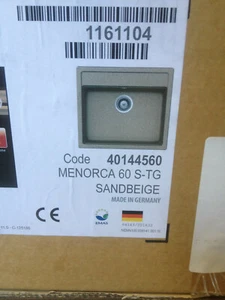 1161104
Code 40144560
MENORCA 60 S-TG
SANDBEIGE
MADE IN GERMANY
CE